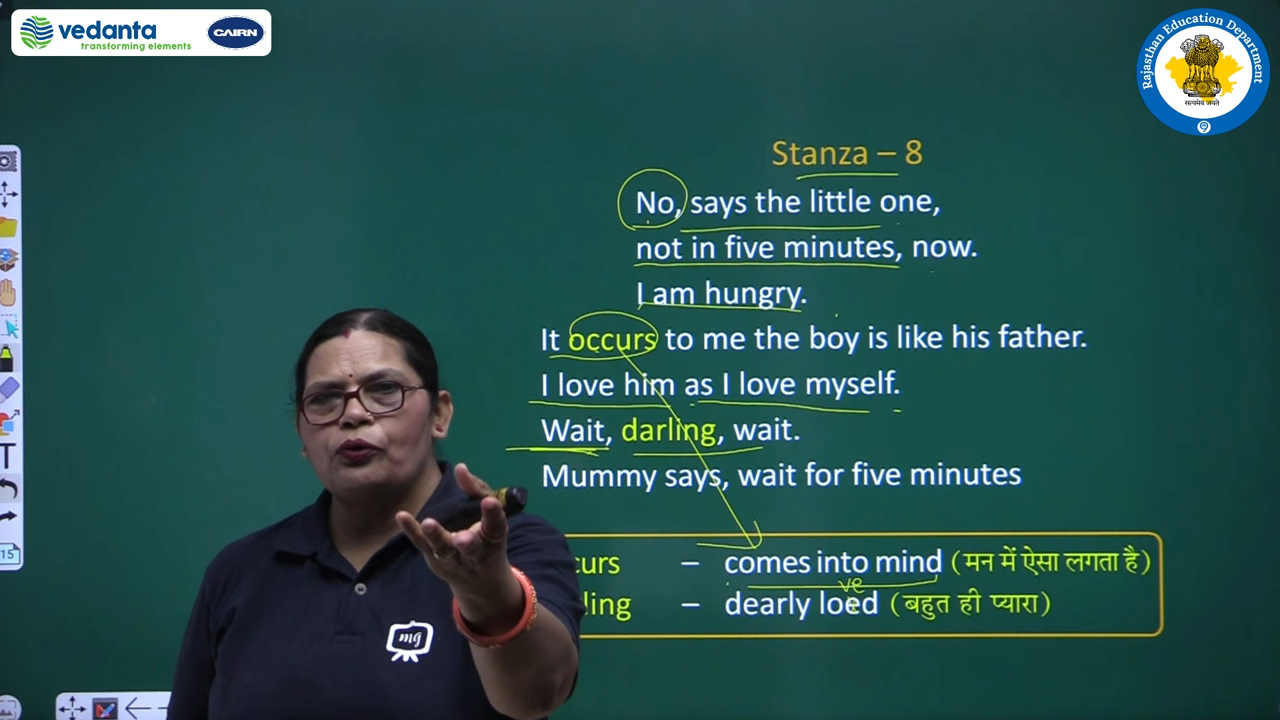 vedanta
transforming elements
CAIRN
Rajasthan Education Department
सत्यमेव जयते
Stanza – 8
No, says the little one,
not in five minutes, now.
I am hungry.
It occurs to me the boy is like his father.
I love him as I love myself.
Wait, darling, wait.
Mummy says, wait for five minutes
curs – comes into mind (मन में ऐसा लगता है)
ve
ling – dearly loed (बहुत ही प्यारा)
mg
T
15